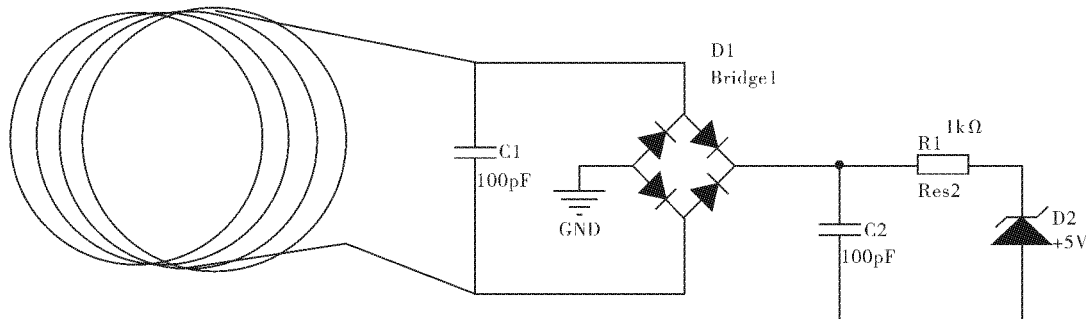 D1
Bridge1
C1
100pF
GND
1kΩ
R1
Res2
C2
100pF
D2
+5V